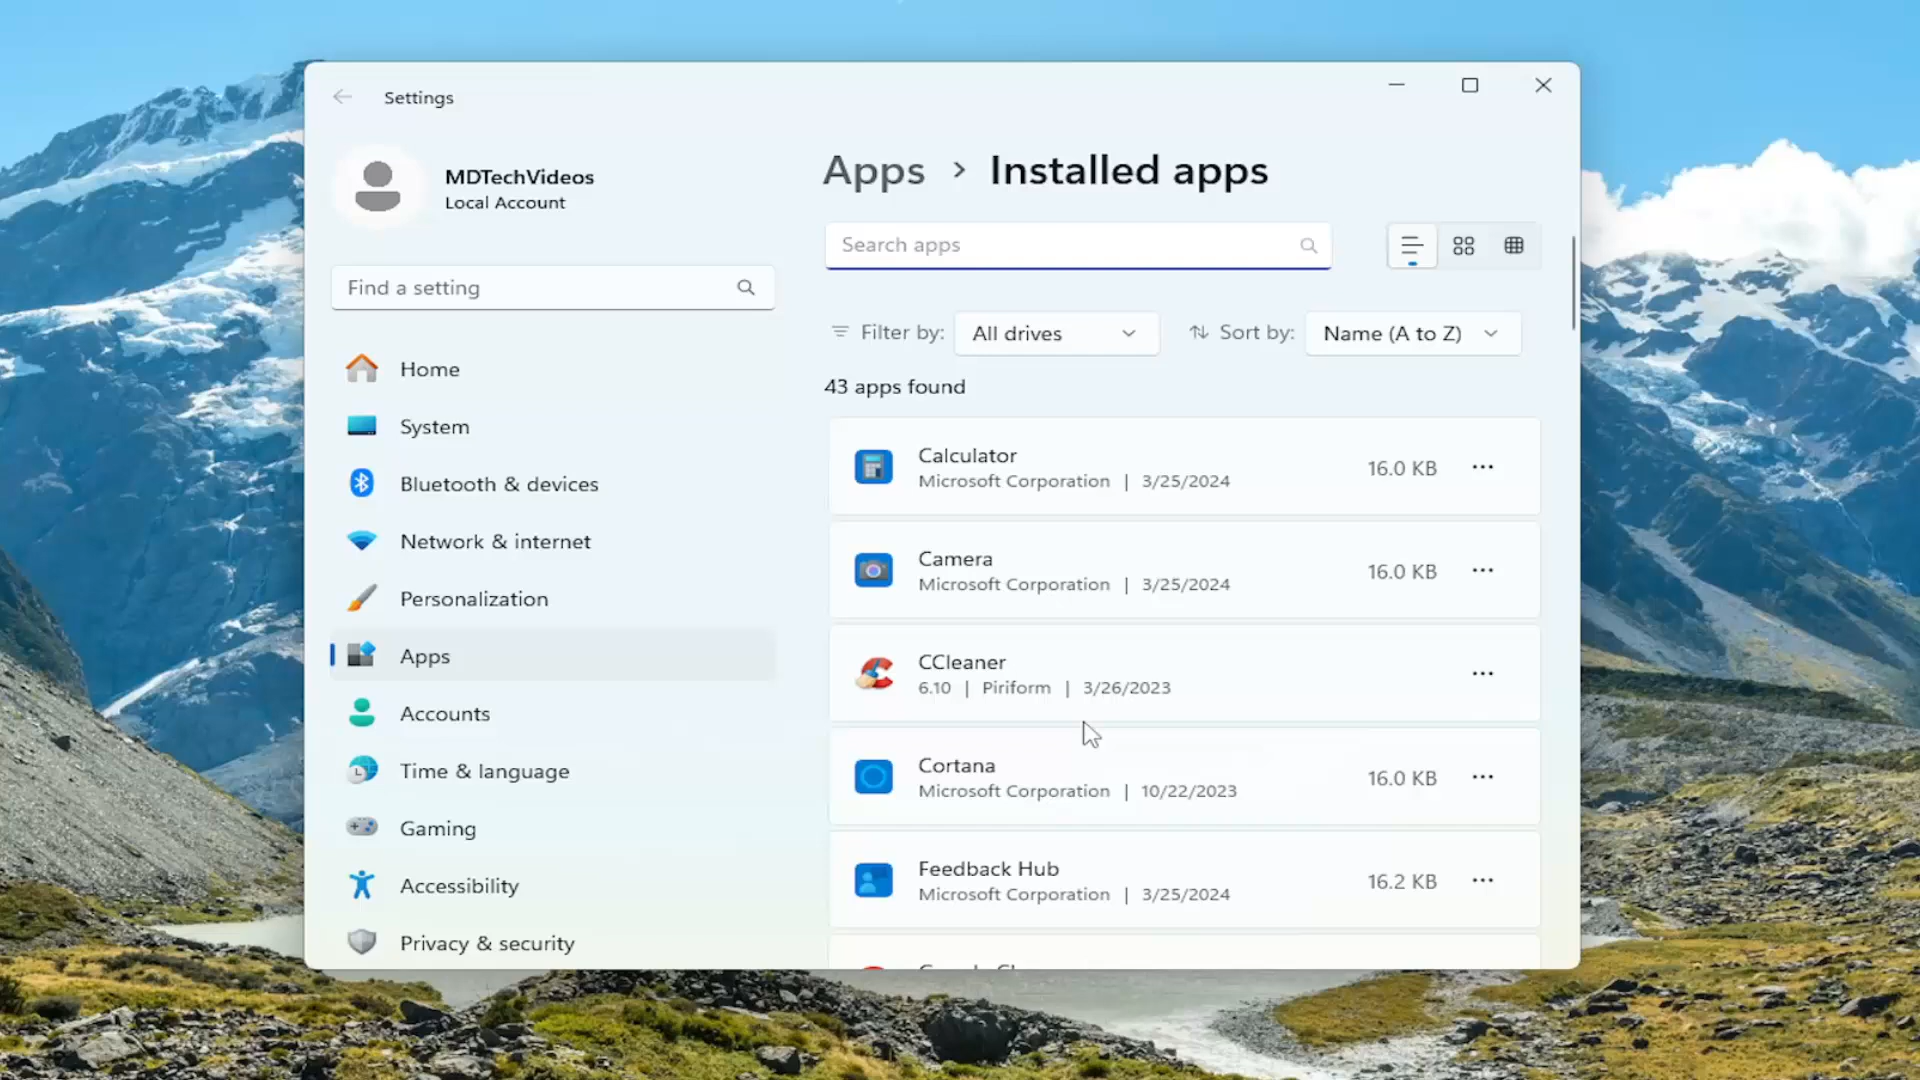 Settings
MDTechVideos
Local Account
Find a setting
Home
System
Bluetooth & devices
Network & internet
Personalization
Apps
Accounts
Time & language
Gaming
Accessibility
Privacy & security
Apps > Installed apps
Search apps
Filter by: All drives Sort by: Name (A to Z)
43 apps found
Calculator
Microsoft Corporation | 3/25/2024 16.0 KB
Camera
Microsoft Corporation | 3/25/2024 16.0 KB
CCleaner
6.10 | Piriform | 3/26/2023
Cortana
Microsoft Corporation | 10/22/2023 16.0 KB
Feedback Hub
Microsoft Corporation | 3/25/2024 16.2 KB